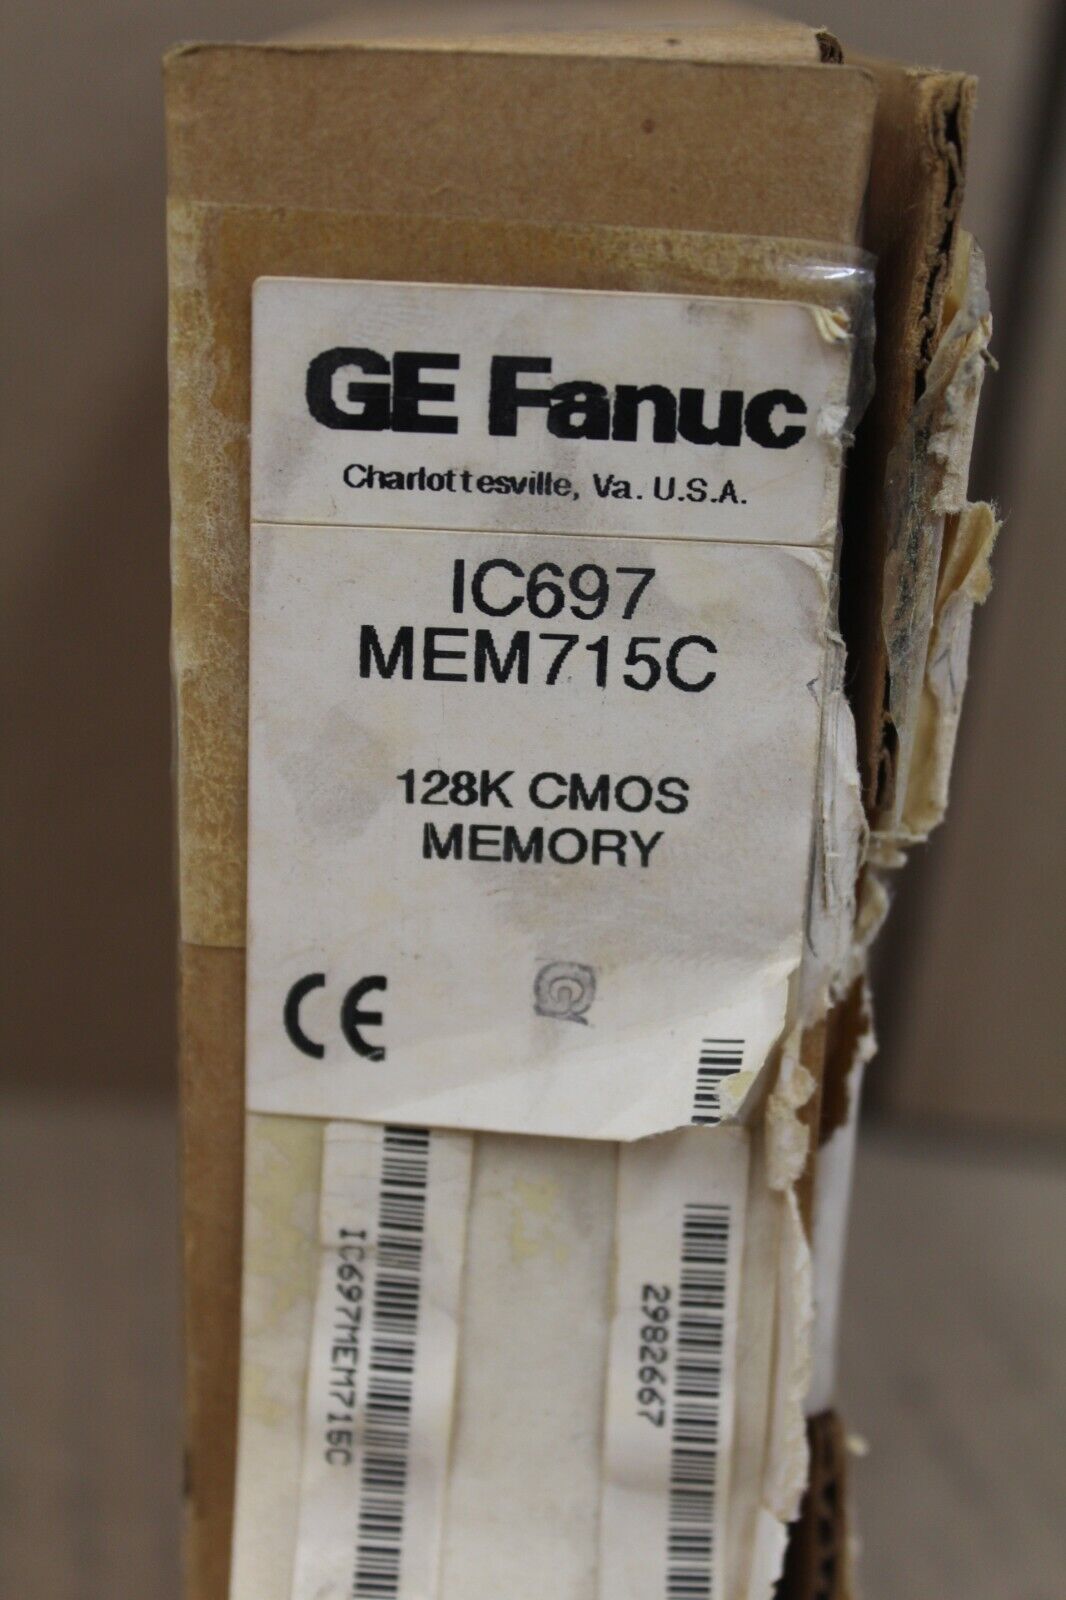 GE Fanuc
Charlottesville, Va. U.S.A.
IC697
MEM715C
128K CMOS
MEMORY
CE
G
IC697MEM715C
2982667